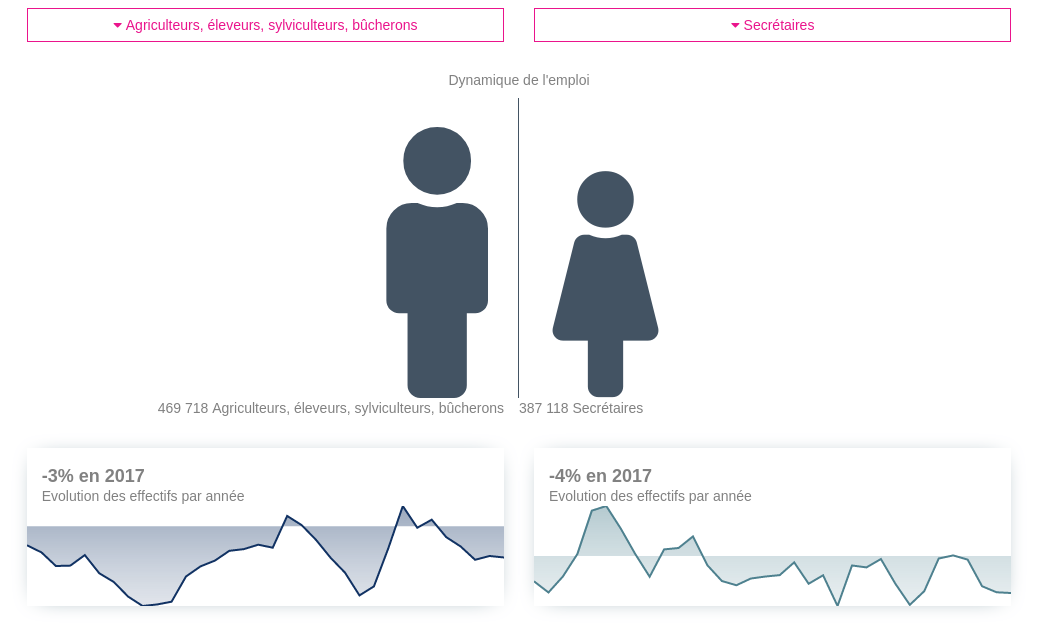 Agriculteurs, éleveurs, sylviculteurs, bûcherons
Secrétaires
Dynamique de l'emploi
469 718 Agriculteurs, éleveurs, sylviculteurs, bûcherons
387 118 Secrétaires
-3% en 2017
Evolution des effectifs par année
-4% en 2017
Evolution des effectifs par année